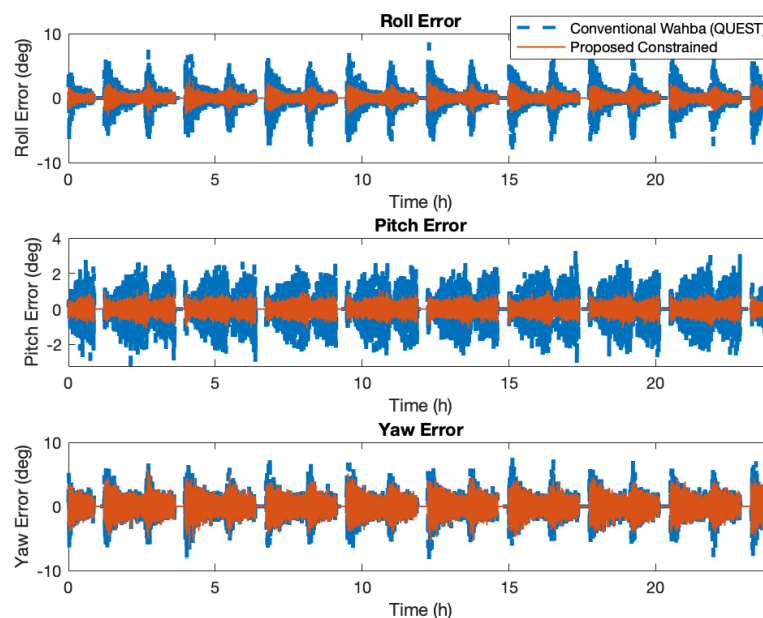 Roll Error
Conventional Wahba (QUEST)
Proposed Constrained
10
0
-10
Roll Error (deg)
0
5
10
15
20
Time (h)
Pitch Error
4
2
0
-2
Pitch Error (deg)
0
5
10
15
20
Time (h)
Yaw Error
10
0
-10
Yaw Error (deg)
0
5
10
15
20
Time (h)